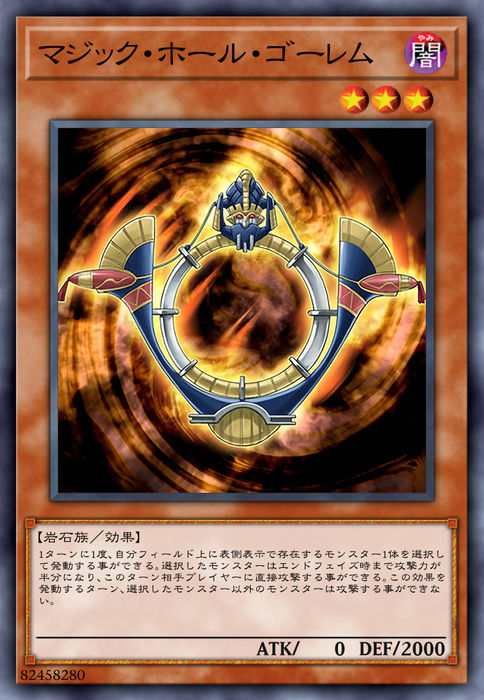 マジック・ホール・ゴーレム
やみ
闇
【岩石族／効果】
1ターンに1度、自分フィールド上に表側表示で存在するモンスター1体を選択し
て発動する事ができる。選択したモンスターはエンドフェイズ時まで攻撃力が
半分になり、このターン相手プレイヤーに直接攻撃する事ができる。この効果を
発動するターン、選択したモンスター以外のモンスターは攻撃する事ができな
い。
ATK/ 0 DEF/2000
82458280